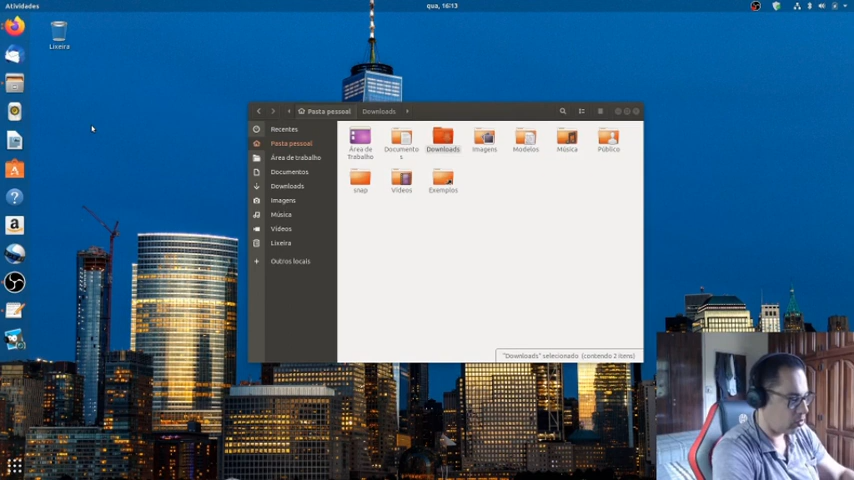 Atividades
qua, 16:13
Lixeira
Pasta pessoal
Downloads
Recentes
Pasta pessoal
Área de trabalho
Documentos
Downloads
Imagens
Música
Vídeos
Lixeira
Outros locais
Área de
Trabalho
Documento
s
Downloads
Imagens
Modelos
Música
Público
snap
Vídeos
Exemplos
"Downloads" selecionado (contendo 2 itens)